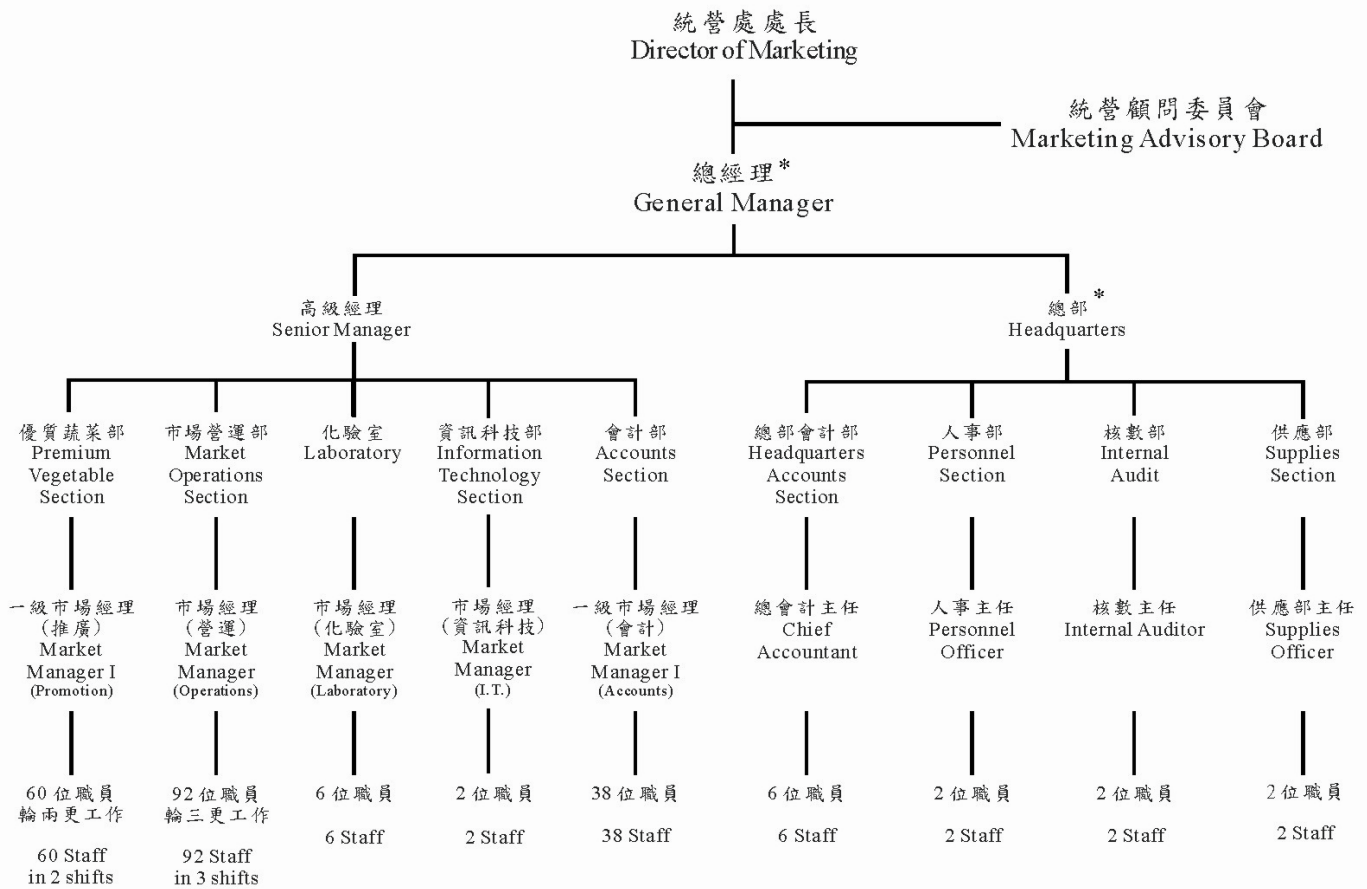 統營處處長
Director of Marketing
統營顧問委員會
Marketing Advisory Board
總經理*
General Manager
高級經理
Senior Manager
總部*
Headquarters
優質蔬菜部
Premium
Vegetable
Section
市場營運部
Market
Operations
Section
化驗室
Laboratory
資訊科技部
Information
Technology
Section
會計部
Accounts
Section
總部會計部
Headquarters
Accounts
Section
人事部
Personnel
Section
核數部
Internal
Audit
供應部
Supplies
Section
一級市場經理
(推廣)
Market
Manager I
(Promotion)
市場經理
(營運)
Market
Manager
(Operations)
市場經理
(化驗室)
Market
Manager
(Laboratory)
市場經理
(資訊科技)
Market
Manager
(I.T.)
一級市場經理
(會計)
Market
Manager I
(Accounts)
總會計主任
Chief
Accountant
人事主任
Personnel
Officer
核數主任
Internal Auditor
供應部主任
Supplies
Officer
60 位職員
輪兩更工作
60 Staff
in 2 shifts
92 位職員
輪三更工作
92 Staff
in 3 shifts
6 位職員
6 Staff
2 位職員
2 Staff
38 位職員
38 Staff
6 位職員
6 Staff
2 位職員
2 Staff
2 位職員
2 Staff
2 位職員
2 Staff